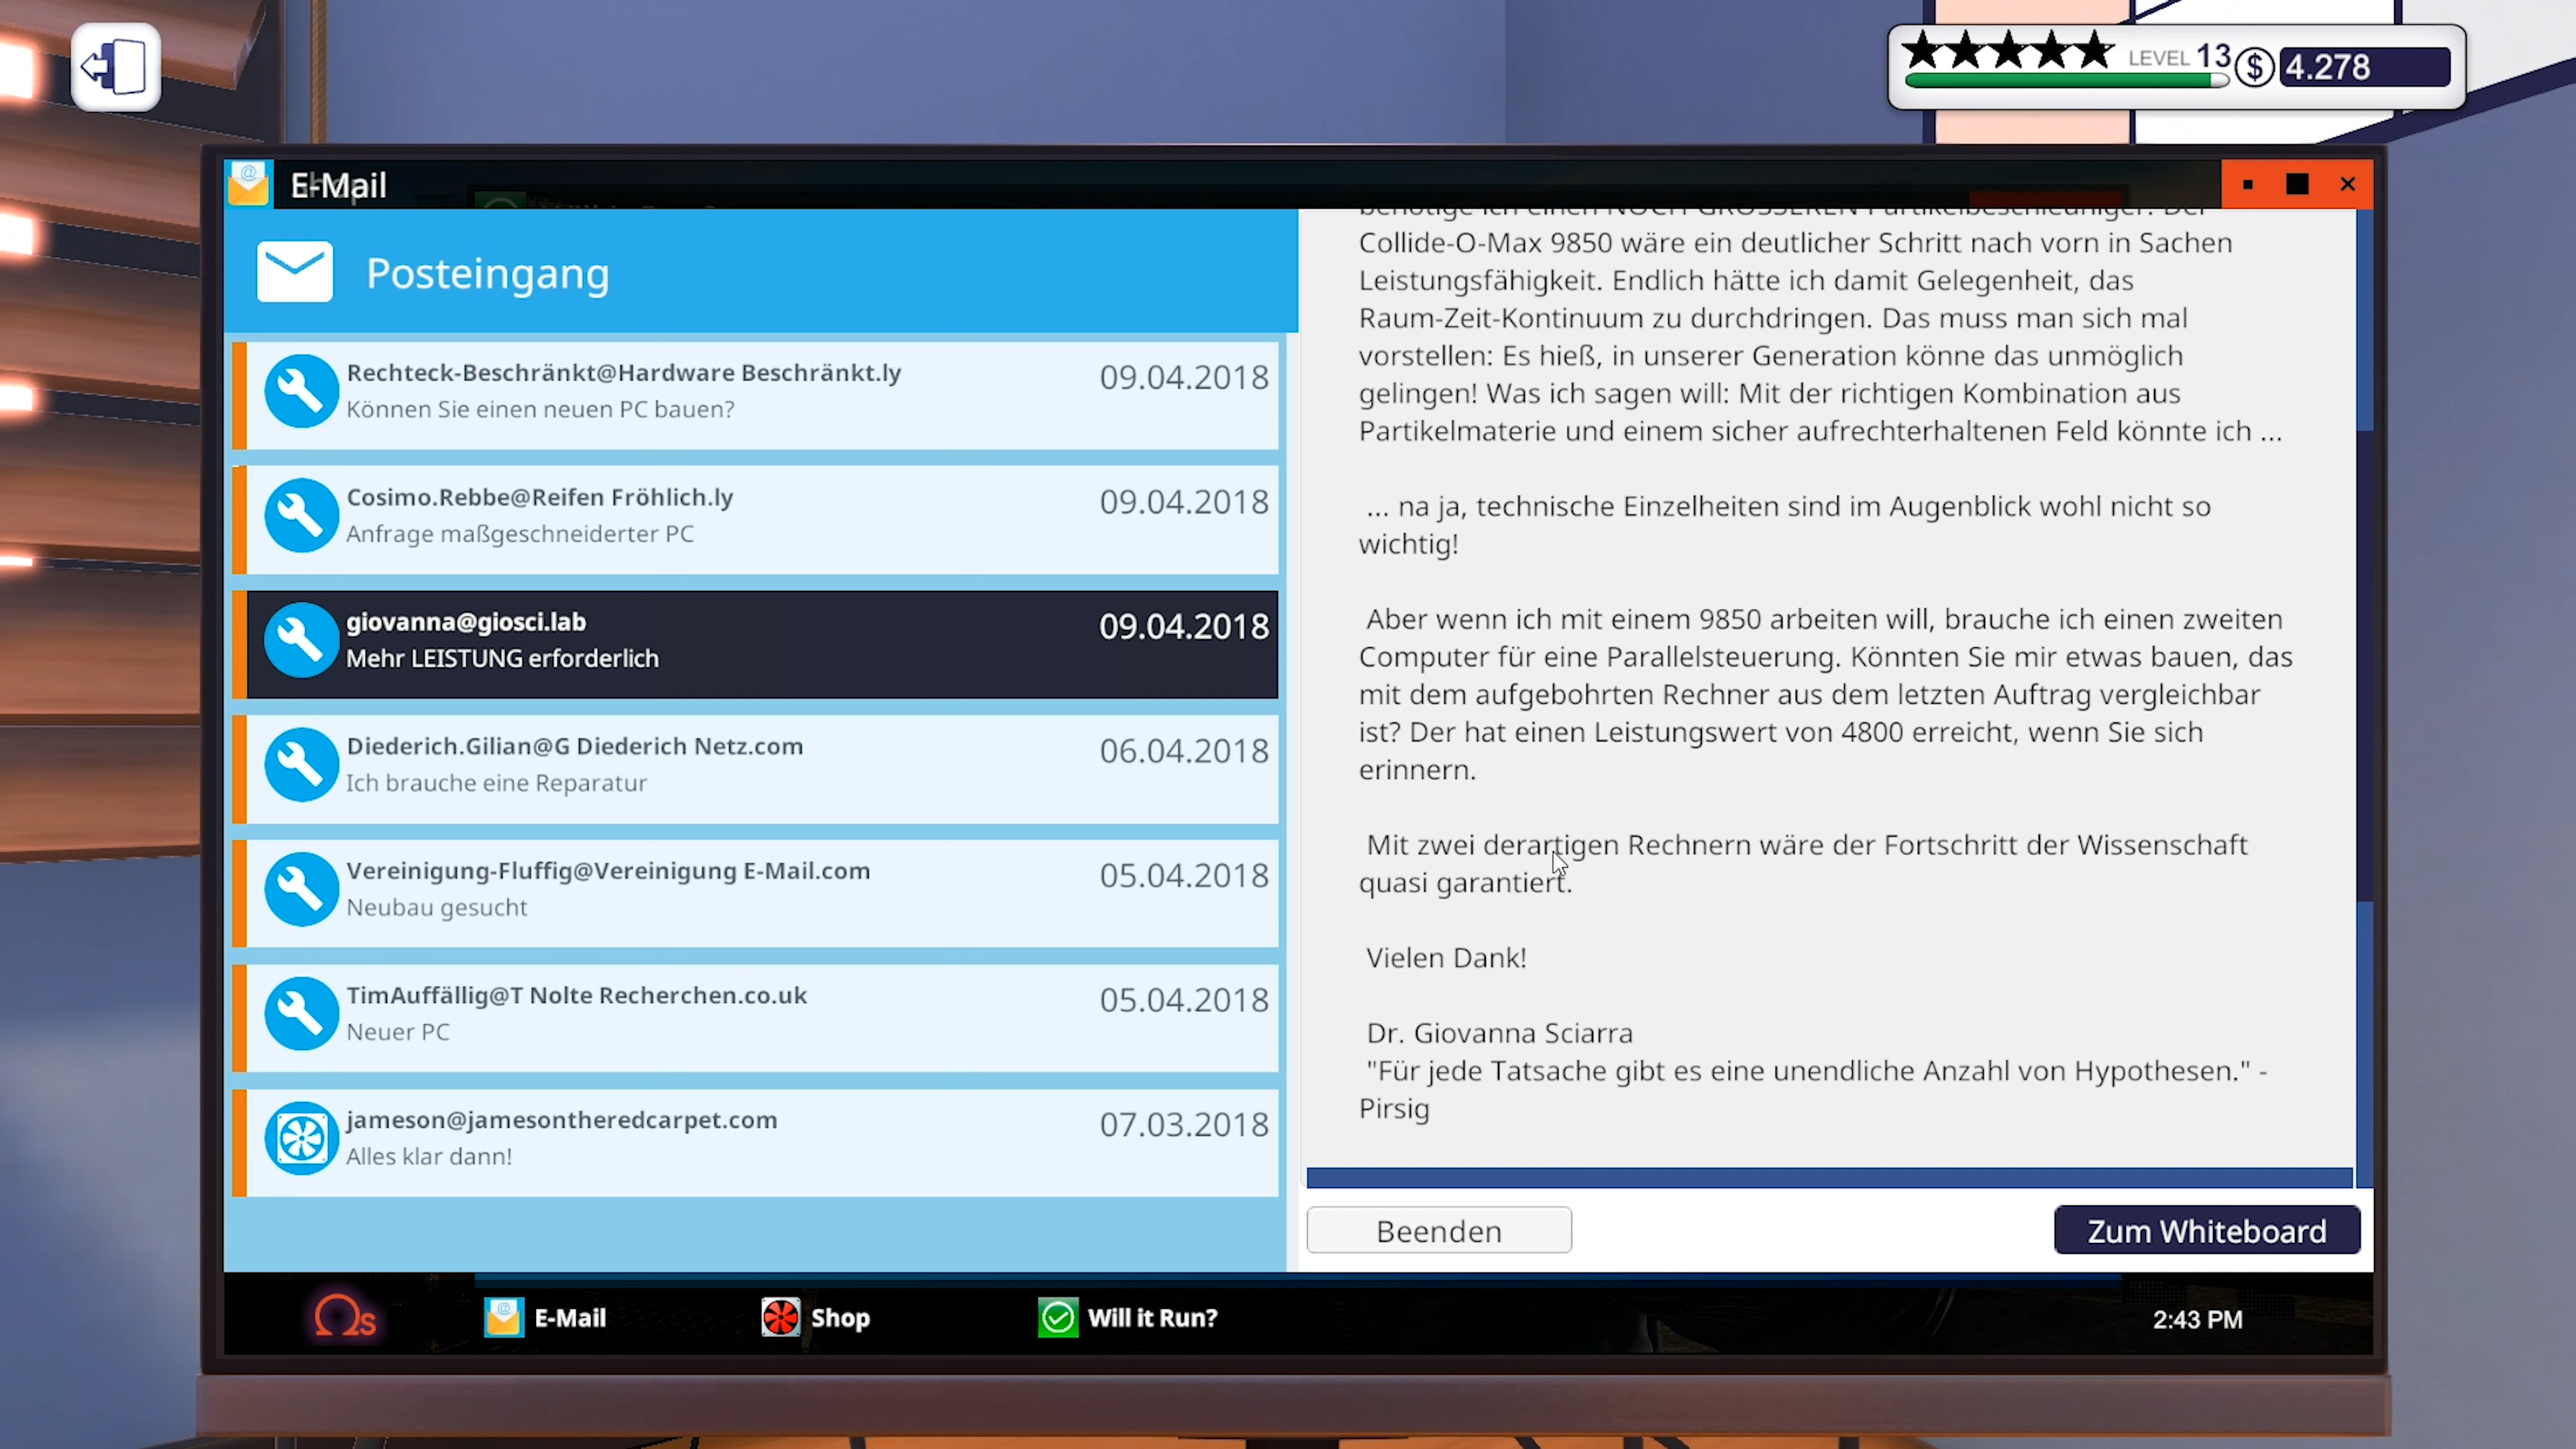 LEVEL 13
$ 4.278
E-Mail
Posteingang
Rechteck-Beschränkt@Hardware Beschränkt.ly
09.04.2018
Können Sie einen neuen PC bauen?
Cosimo.Rebbe@Reifen Fröhlich.ly
09.04.2018
Anfrage maßgeschneiderter PC
giovanna@giosci.lab
09.04.2018
Mehr LEISTUNG erforderlich
Diederich.Gilian@G Diederich Netz.com
06.04.2018
Ich brauche eine Reparatur
Vereinigung-Fluffig@Vereinigung E-Mail.com
05.04.2018
Neubau gesucht
TimAuffällig@T Nolte Recherchen.co.uk
05.04.2018
Neuer PC
jameson@jamesontheredcarpet.com
07.03.2018
Alles klar dann!
benötige ich einen NOCH GRÖSSEREN Partikelbeschleuniger. Der
Collide-O-Max 9850 wäre ein deutlicher Schritt nach vorn in Sachen
Leistungsfähigkeit. Endlich hätte ich damit Gelegenheit, das
Raum-Zeit-Kontinuum zu durchdringen. Das muss man sich mal
vorstellen: Es hieß, in unserer Generation könne das unmöglich
gelingen! Was ich sagen will: Mit der richtigen Kombination aus
Partikelmaterie und einem sicher aufrechterhaltenen Feld könnte ich ...
... na ja, technische Einzelheiten sind im Augenblick wohl nicht so
wichtig!
Aber wenn ich mit einem 9850 arbeiten will, brauche ich einen zweiten
Computer für eine Parallelsteuerung. Könnten Sie mir etwas bauen, das
mit dem aufgebohrten Rechner aus dem letzten Auftrag vergleichbar
ist? Der hat einen Leistungswert von 4800 erreicht, wenn Sie sich
erinnern.
Mit zwei derartigen Rechnern wäre der Fortschritt der Wissenschaft
quasi garantiert.
Vielen Dank!
Dr. Giovanna Sciarra
"Für jede Tatsache gibt es eine unendliche Anzahl von Hypothesen." -
Pirsig
Beenden
Zum Whiteboard
Ωs
E-Mail
Shop
Will it Run?
2:43 PM